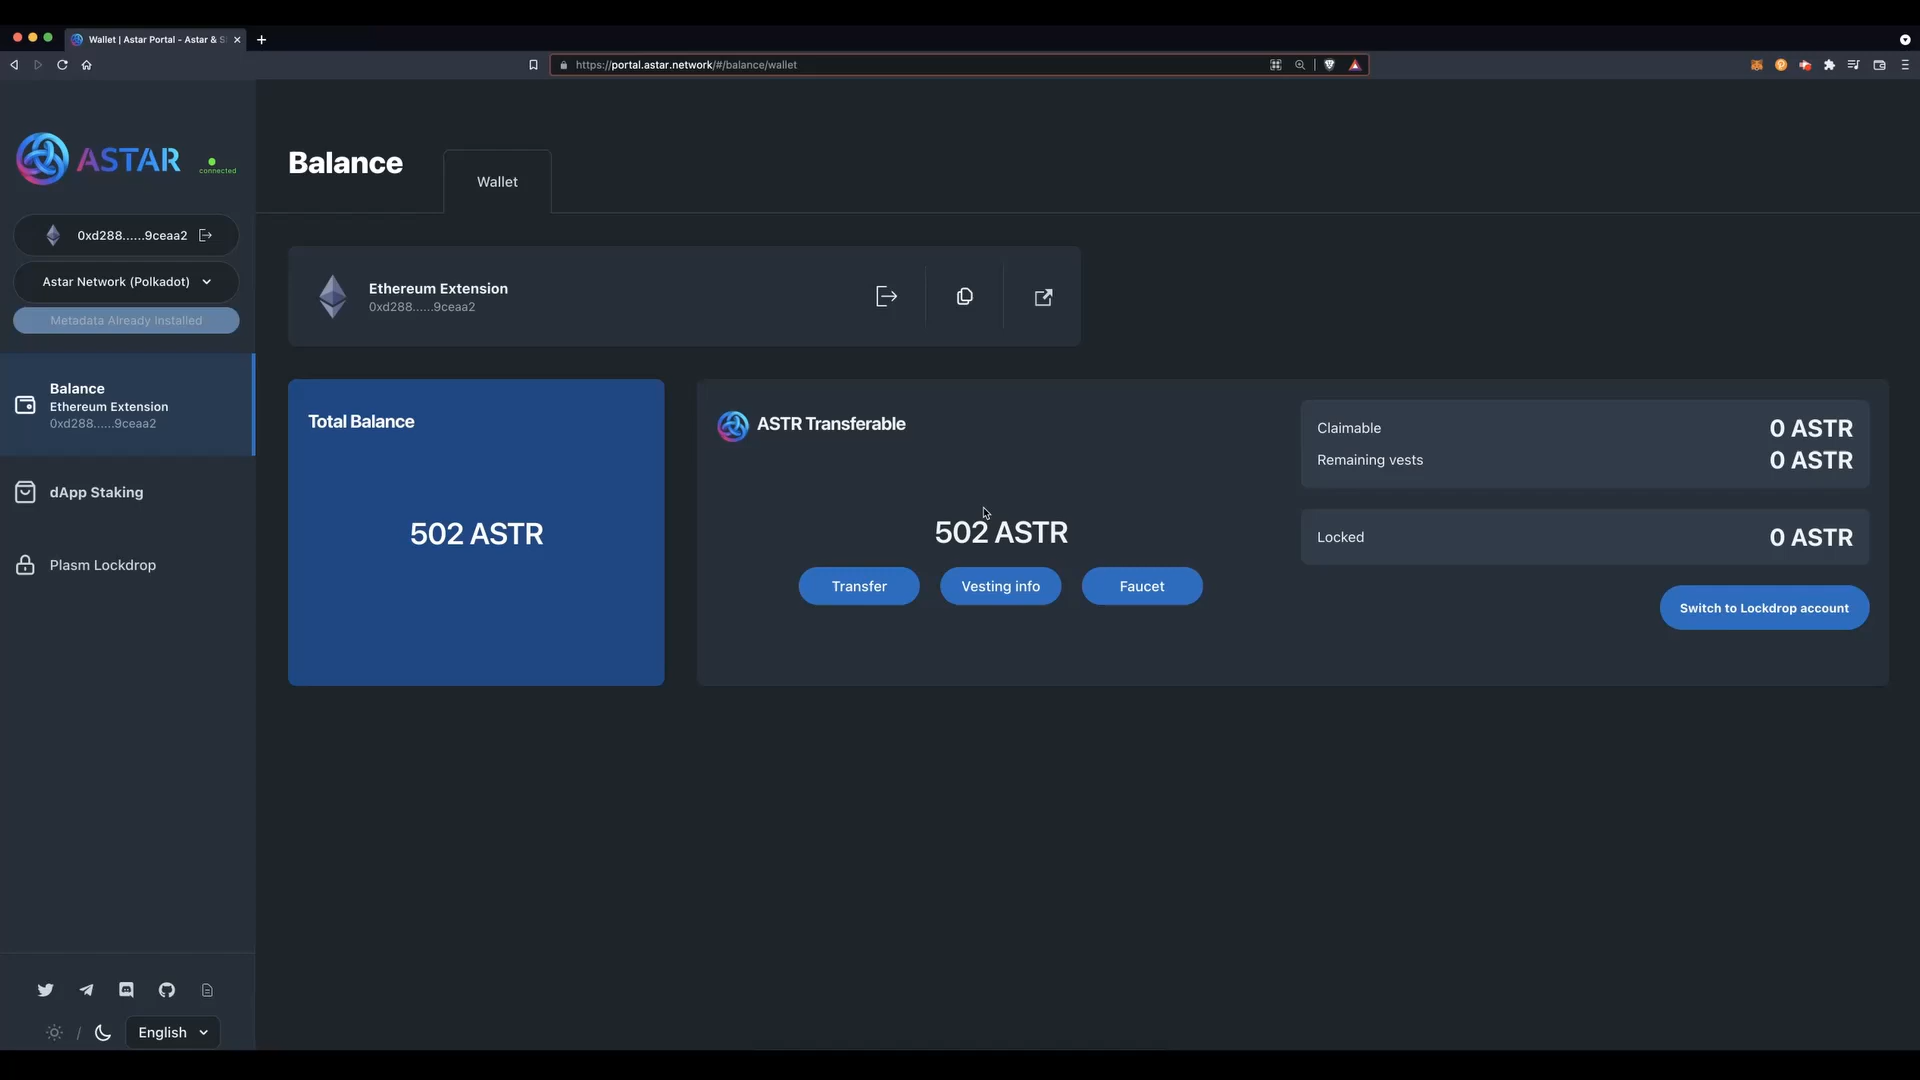 Wallet | Astar Portal - Astar & S
https://portal.astar.network/#/balance/wallet
ASTAR
connected
0xd288......9ceaa2
Astar Network (Polkadot)
Metadata Already Installed
Balance
Ethereum Extension
0xd288......9ceaa2
dApp Staking
Plasm Lockdrop
English
Balance
Wallet
Ethereum Extension
0xd288......9ceaa2
Total Balance
502 ASTR
ASTR Transferable
502 ASTR
Transfer
Vesting info
Faucet
Claimable 0 ASTR
Remaining vests 0 ASTR
Locked 0 ASTR
Switch to Lockdrop account